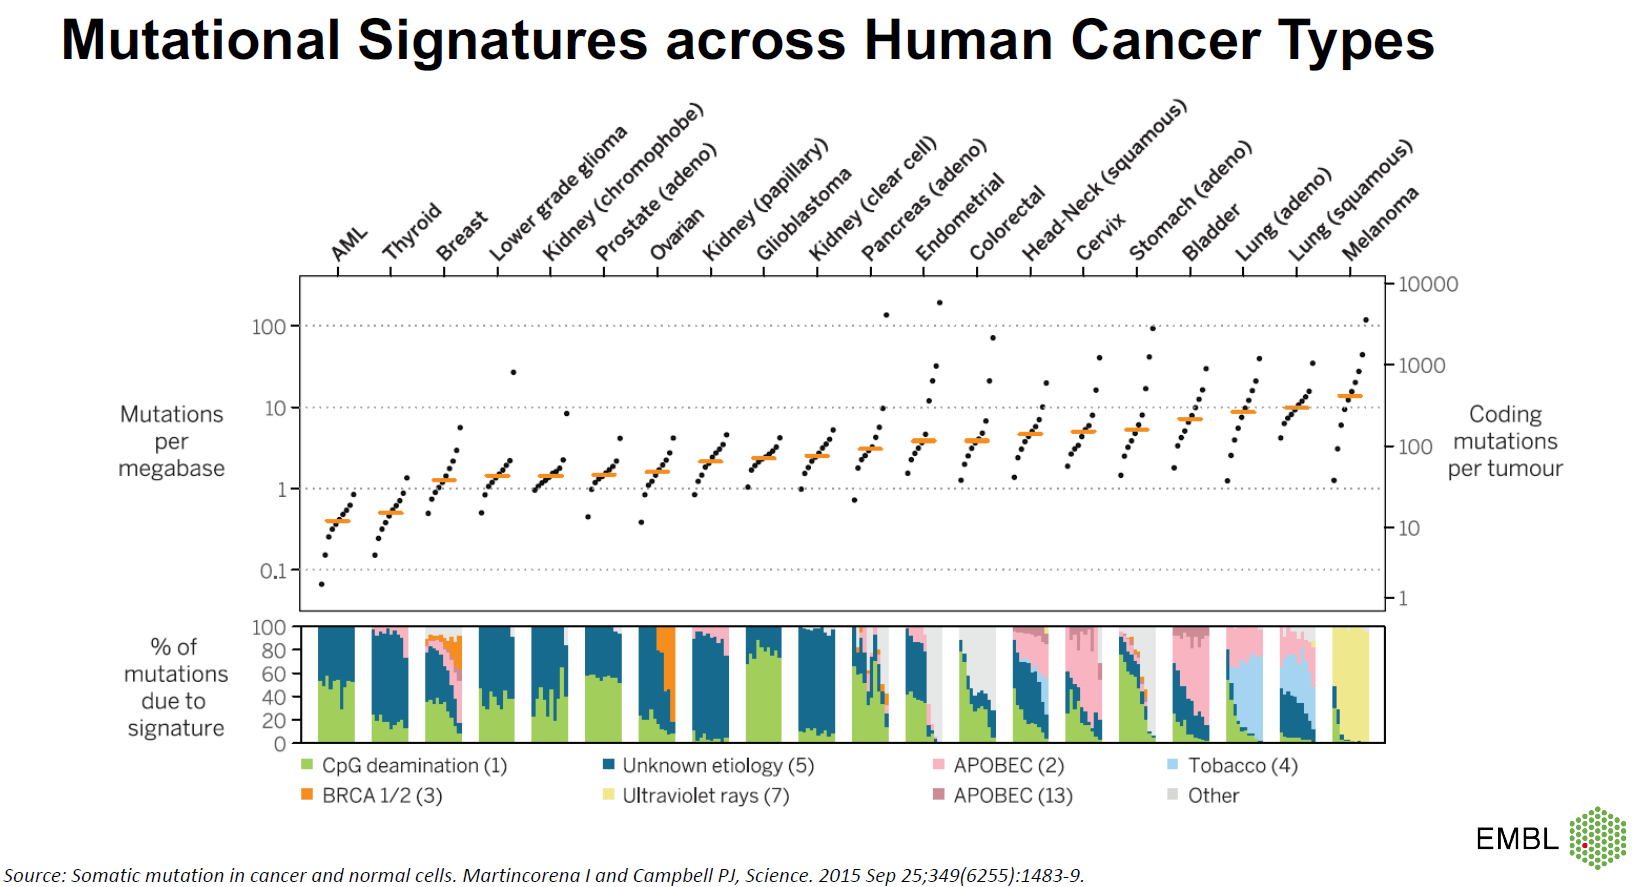 Mutational Signatures across Human Cancer Types
AML
Thyroid
Breast
Lower grade glioma
Kidney (chromophobe)
Prostate (adeno)
Ovarian
Kidney (papillary)
Glioblastoma
Kidney (clear cell)
Pancreas (adeno)
Endometrial
Colorectal
Head-Neck (squamous)
Cervix
Stomach (adeno)
Bladder
Lung (adeno)
Lung (squamous)
Melanoma
Mutations
per
megabase
100
10
1
0.1
10000
1000
100
10
1
Coding
mutations
per tumour
% of
mutations
due to
signature
100
80
60
40
20
0
CpG deamination (1)
Unknown etiology (5)
APOBEC (2)
Tobacco (4)
BRCA 1/2 (3)
Ultraviolet rays (7)
APOBEC (13)
Other
EMBL
Source: Somatic mutation in cancer and normal cells. Martincorena I and Campbell PJ, Science. 2015 Sep 25;349(6255):1483-9.